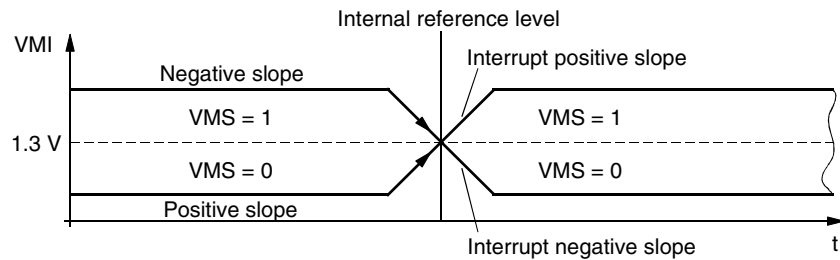 Internal reference level
VMI
Negative slope
Interrupt positive slope
VMS = 1
VMS = 1
1.3 V
VMS = 0
VMS = 0
Positive slope
Interrupt negative slope
t